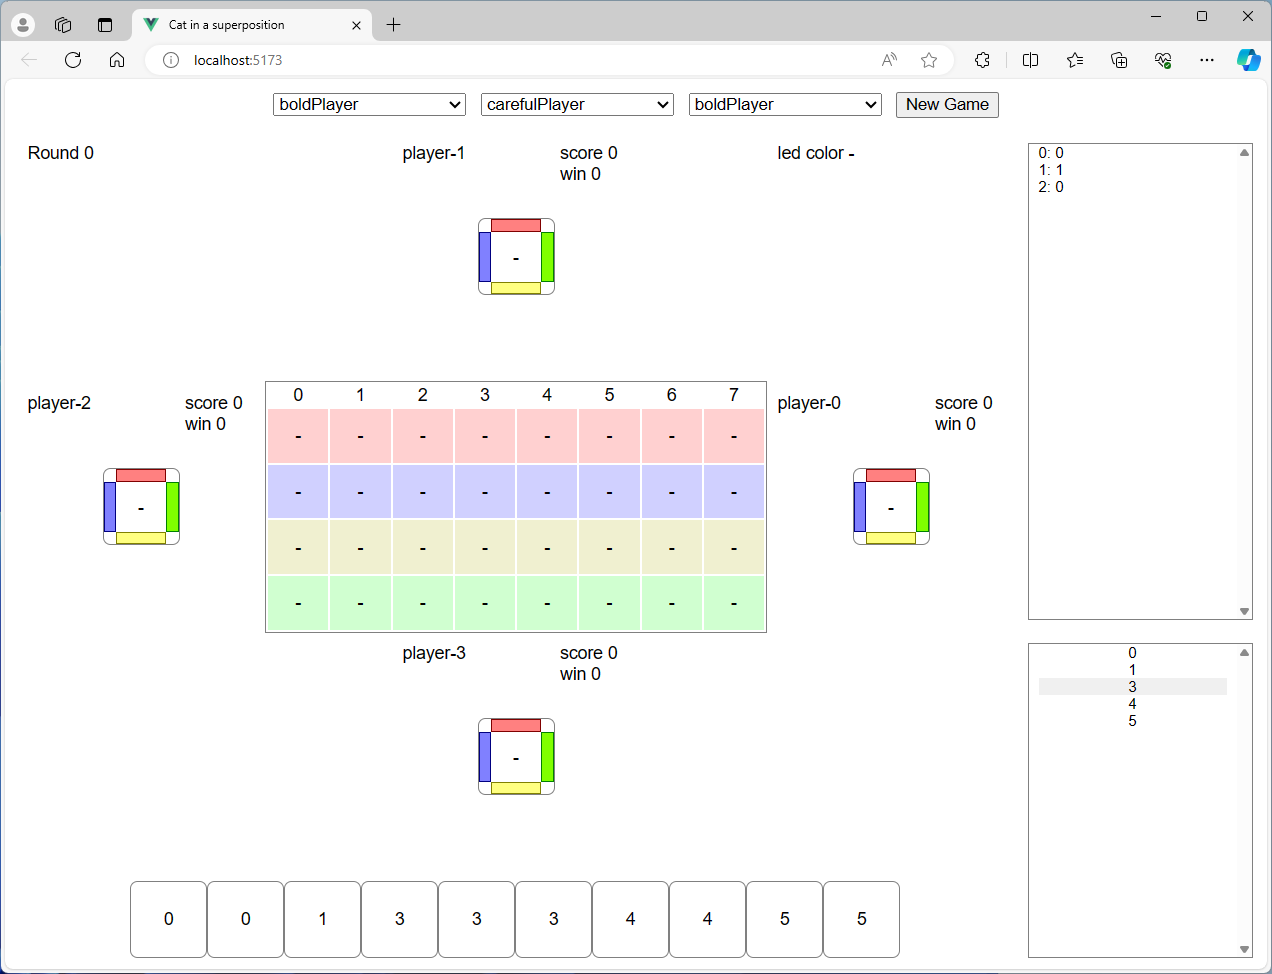 Cat in a superposition
localhost:5173
boldPlayer carefulPlayer boldPlayer New Game
Round 0
player-1 score 0
win 0
led color -
-
0: 0
1: 1
2: 0
player-2 score 0
win 0
-
0 1 2 3 4 5 6 7
- - - - - - - -
- - - - - - - -
- - - - - - - -
- - - - - - - -
player-0 score 0
win 0
-
player-3 score 0
win 0
-
0
1
3
4
5
0 0 1 3 3 3 4 4 5 5